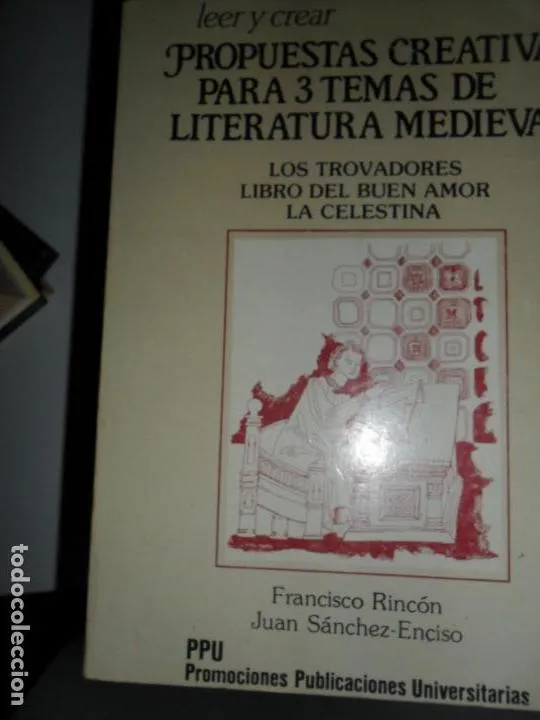 leer y crear
PROPUESTAS CREATIVA
PARA 3 TEMAS DE
LITERATURA MEDIEVA
LOS TROVADORES
LIBRO DEL BUEN AMOR
LA CELESTINA
Francisco Rincón
Juan Sánchez-Enciso
PPU
Promociones Publicaciones Universitarias
todocoleccion.net